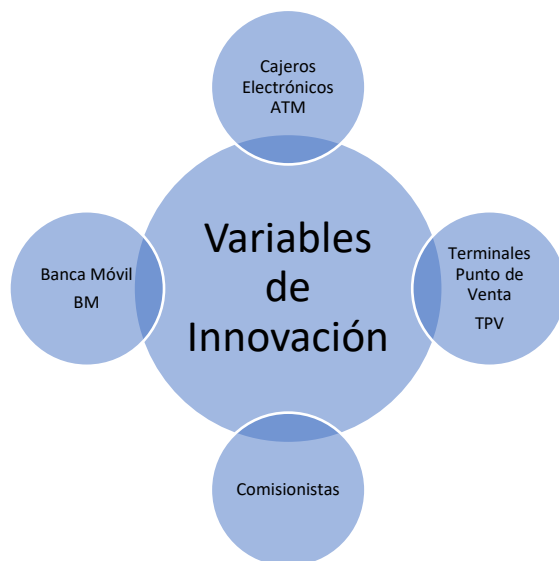 Cajeros
Electrónicos
ATM
Variables
de
Innovación
Banca Móvil
BM
Terminales
Punto de
Venta
TPV
Comisionistas